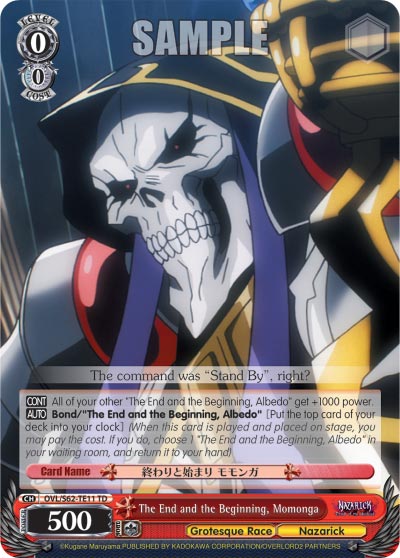 LEVEL
0
0
COST
SAMPLE
The command was “Stand By”, right?
CONT All of your other "The End and the Beginning, Albedo" get +1000 power.
AUTO Bond/"The End and the Beginning, Albedo" [Put the top card of
your deck into your clock] (When this card is played and placed on stage, you
may pay the cost. If you do, choose 1 "The End and the Beginning, Albedo" in
your waiting room, and return it to your hand)
Card Name
終わりと始まり モモンガ
CH OVL/S62-TE11 TD
POWER
500
The End and the Beginning, Momonga
NAZARICK
Grotesque Race
Nazarick
©Kugane Maruyama,PUBLISHED BY KADOKAWA CORPORATION/OVERLORD2 PARTNERS